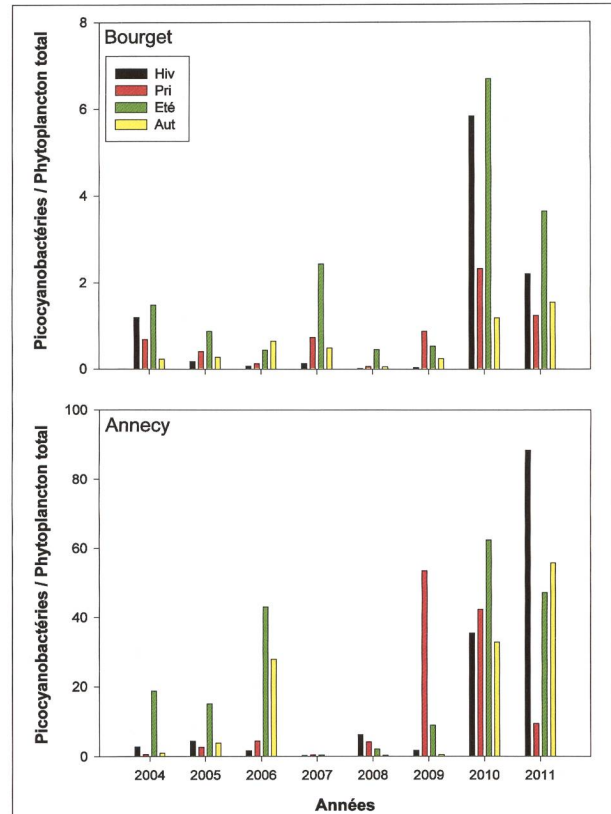 Bourget
Hiv
Pri
Eté
Aut
Picocyanobactéries / Phytoplancton total
8
6
4
2
0
Annecy
Picocyanobactéries / Phytoplancton total
100
80
60
40
20
0
2004 2005 2006 2007 2008 2009 2010 2011
Années